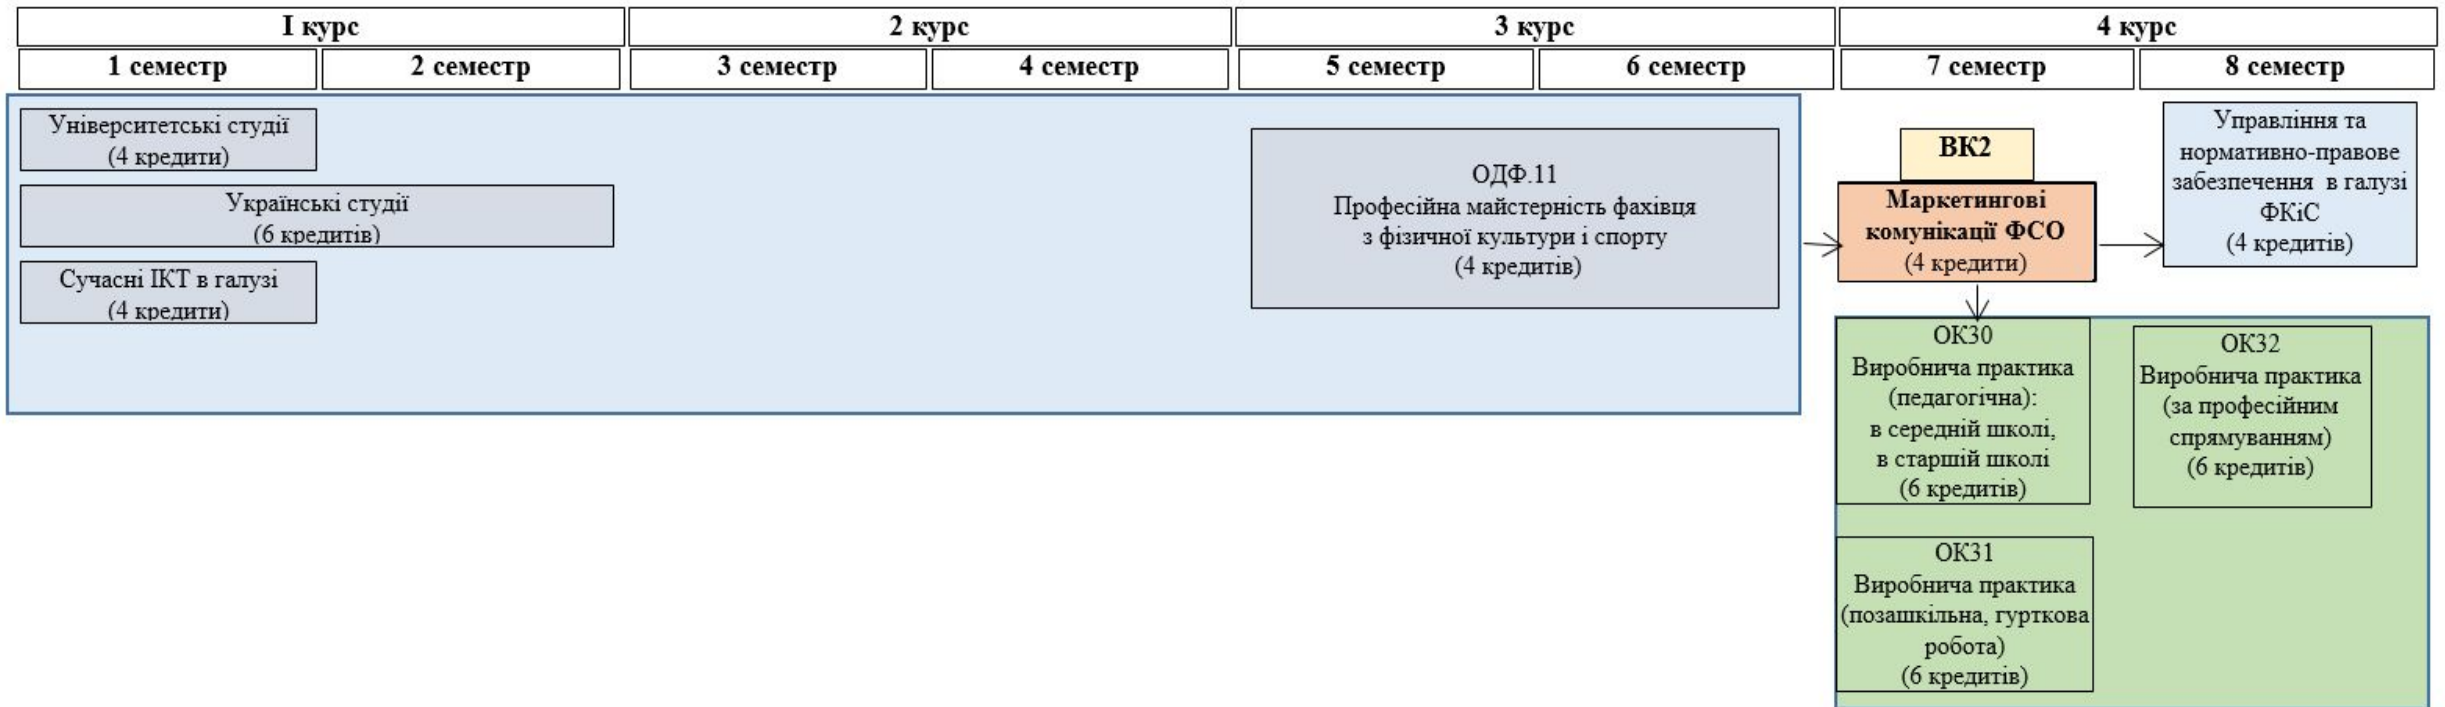 І курс
2 курс
3 курс
4 курс
1 семестр
2 семестр
3 семестр
4 семестр
5 семестр
6 семестр
7 семестр
8 семестр
Університетські студії
(4 кредити)
Українські студії
(6 кредитів)
Сучасні ІКТ в галузі
(4 кредити)
ОДФ.11
Професійна майстерність фахівця
з фізичної культури і спорту
(4 кредитів)
ВК2
Маркетингові
комунікації ФСО
(4 кредити)
Управління та
нормативно-правове
забезпечення в галузі
ФКіС
(4 кредитів)
ОК30
Виробнича практика
(педагогічна):
в середній школі,
в старшій школі
(6 кредитів)
ОК32
Виробнича практика
(за професійним
спрямуванням)
(6 кредитів)
ОК31
Виробнича практика
(позашкільна, гурткова
робота)
(6 кредитів)